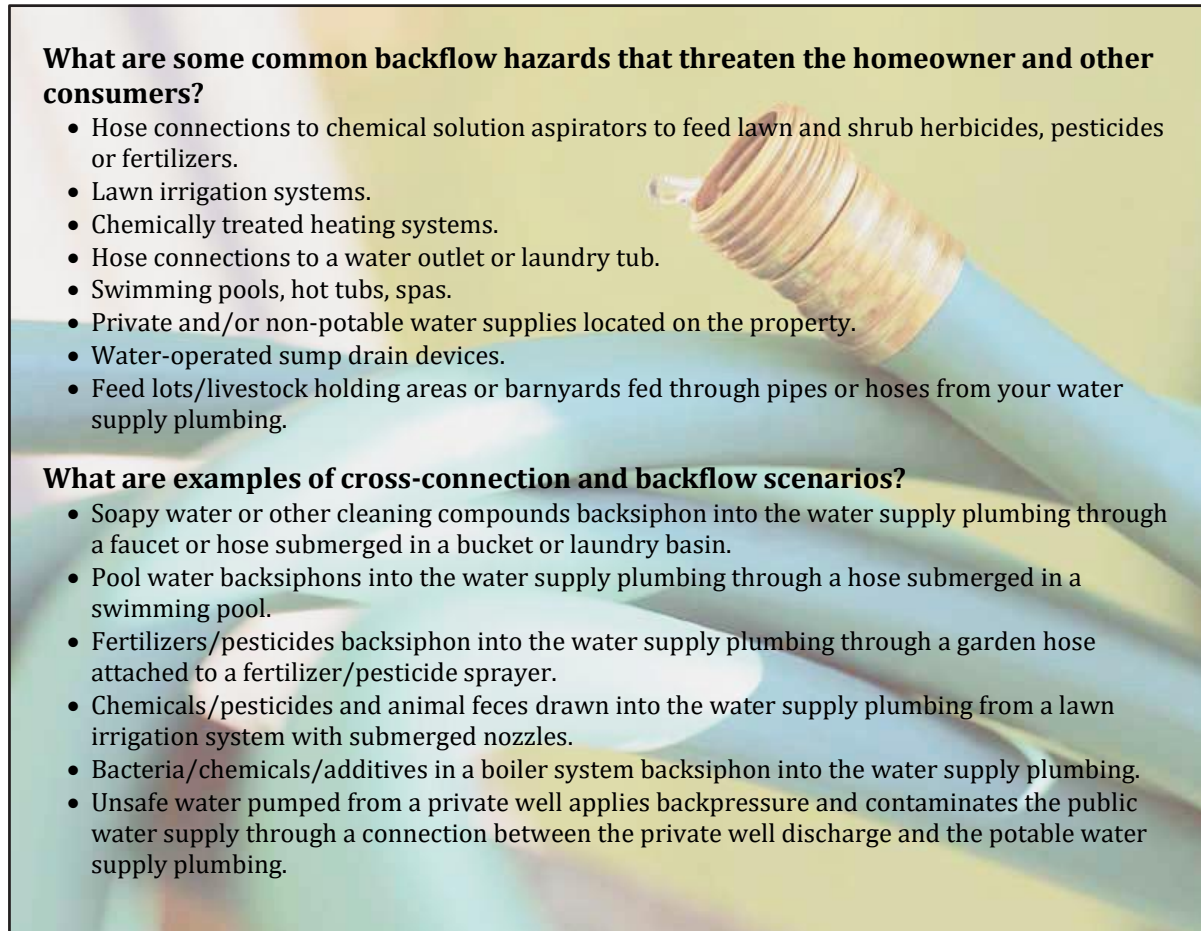 What are some common backflow hazards that threaten the homeowner and other
consumers?
• Hose connections to chemical solution aspirators to feed lawn and shrub herbicides, pesticides
or fertilizers.
• Lawn irrigation systems.
• Chemically treated heating systems.
• Hose connections to a water outlet or laundry tub.
• Swimming pools, hot tubs, spas.
• Private and/or non-potable water supplies located on the property.
• Water-operated sump drain devices.
• Feed lots/livestock holding areas or barnyards fed through pipes or hoses from your water
supply plumbing.
What are examples of cross-connection and backflow scenarios?
• Soapy water or other cleaning compounds backsiphon into the water supply plumbing through
a faucet or hose submerged in a bucket or laundry basin.
• Pool water backsiphons into the water supply plumbing through a hose submerged in a
swimming pool.
• Fertilizers/pesticides backsiphon into the water supply plumbing through a garden hose
attached to a fertilizer/pesticide sprayer.
• Chemicals/pesticides and animal feces drawn into the water supply plumbing from a lawn
irrigation system with submerged nozzles.
• Bacteria/chemicals/additives in a boiler system backsiphon into the water supply plumbing.
• Unsafe water pumped from a private well applies backpressure and contaminates the public
water supply through a connection between the private well discharge and the potable water
supply plumbing.